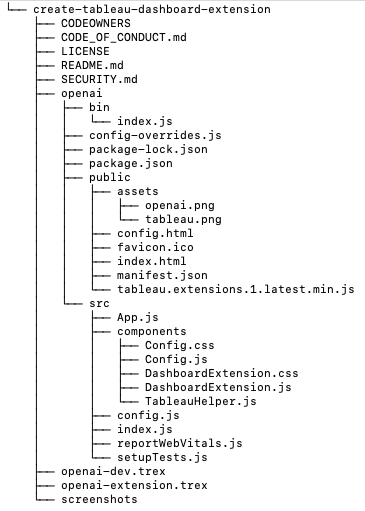 └── create-tableau-dashboard-extension
    ├── CODEOWNERS
    ├── CODE_OF_CONDUCT.md
    ├── LICENSE
    ├── README.md
    ├── SECURITY.md
    ├── openai
    │   ├── bin
    │   │   └── index.js
    │   ├── config-overrides.js
    │   ├── package-lock.json
    │   ├── package.json
    │   ├── public
    │   │   ├── assets
    │   │   │   ├── openai.png
    │   │   │   └── tableau.png
    │   │   ├── config.html
    │   │   ├── favicon.ico
    │   │   ├── index.html
    │   │   ├── manifest.json
    │   │   └── tableau.extensions.1.latest.min.js
    │   └── src
    │       ├── App.js
    │       ├── components
    │       │   ├── Config.css
    │       │   ├── Config.js
    │       │   ├── DashboardExtension.css
    │       │   ├── DashboardExtension.js
    │       │   └── TableauHelper.js
    │       ├── config.js
    │       ├── index.js
    │       ├── reportWebVitals.js
    │       └── setupTests.js
    ├── openai-dev.trex
    ├── openai-extension.trex
    └── screenshots